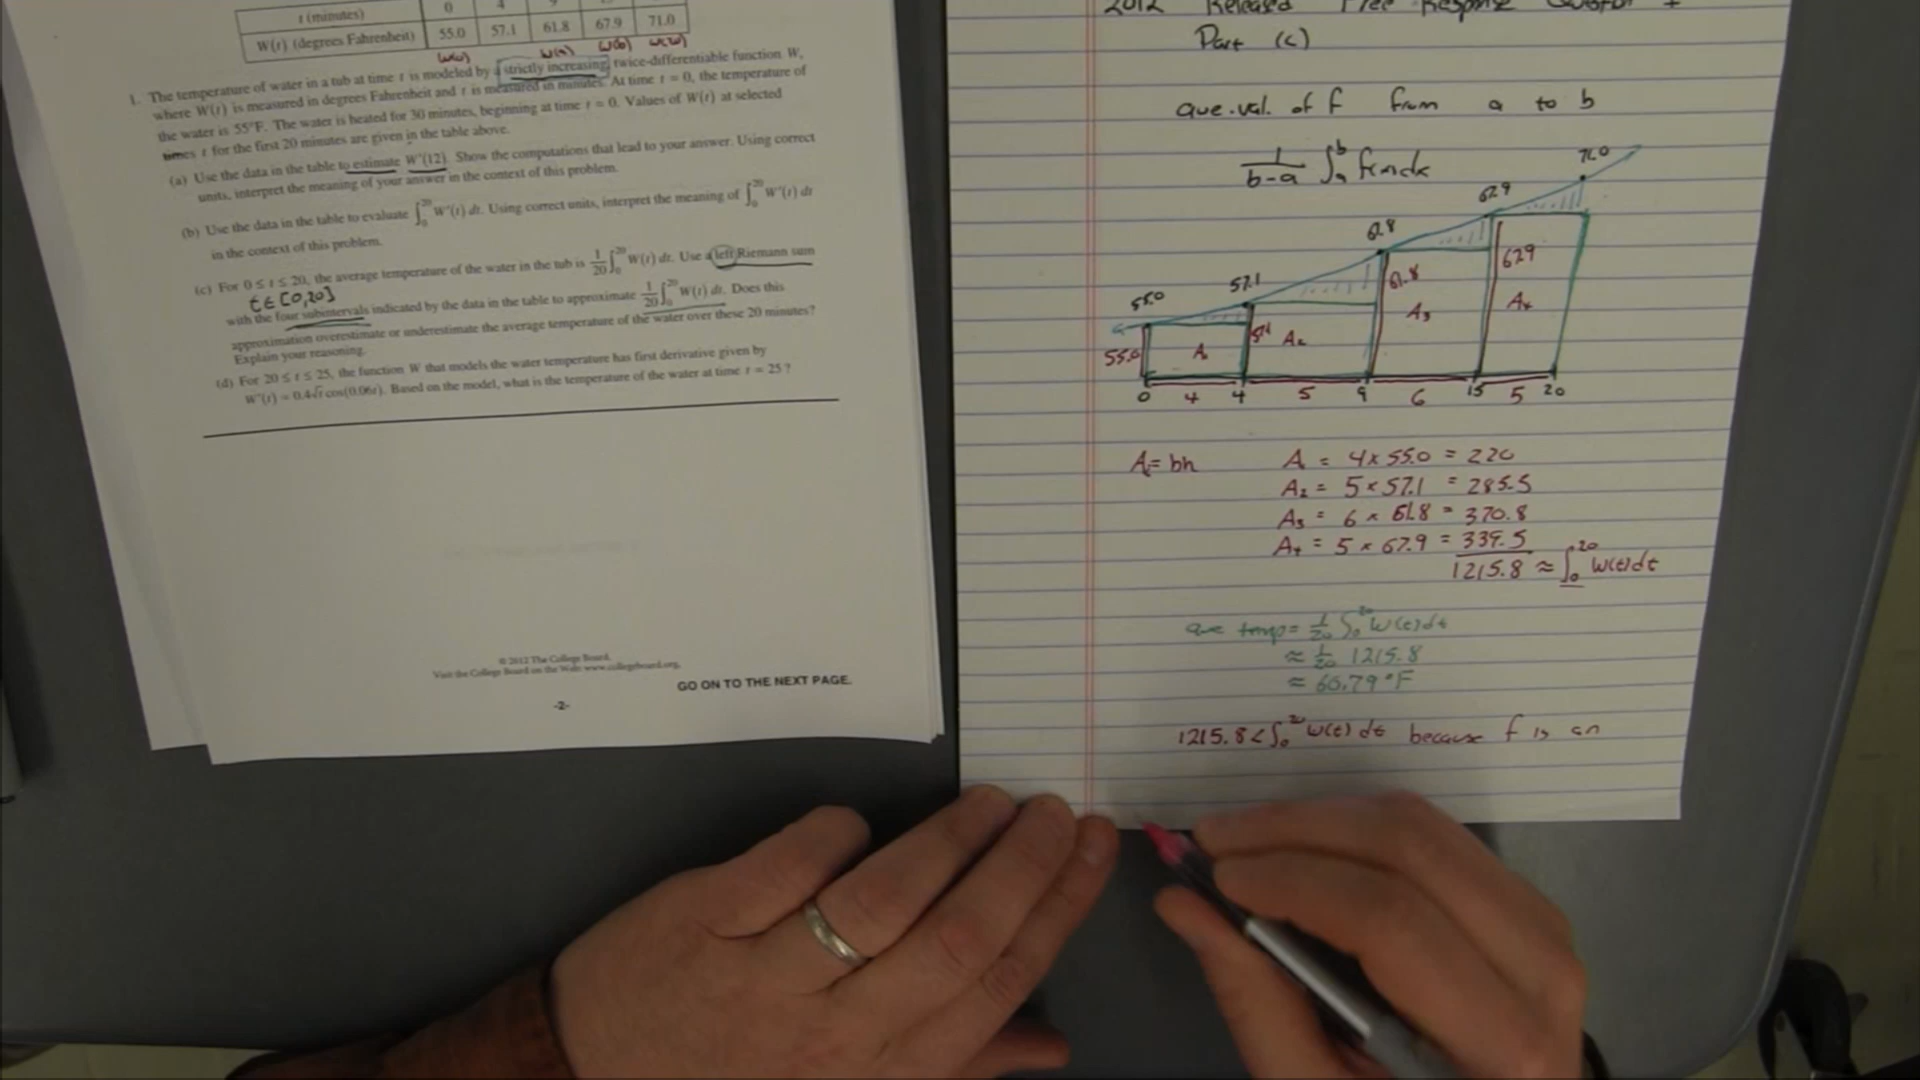 t (minutes) 0 4 9
W(t) (degrees Fahrenheit) 55.0 57.1 61.8 67.9 71.0
W(9) W(15) W(20)
1. The temperature of water in a tub at time t is modeled by a strictly increasing, twice-differentiable function W,
where W(t) is measured in degrees Fahrenheit and t is measured in minutes. At time t = 0, the temperature of
the water is 55°F. The water is heated for 30 minutes, beginning at time t = 0. Values of W(t) at selected
times t for the first 20 minutes are given in the table above.
(a) Use the data in the table to estimate W'(12). Show the computations that lead to your answer. Using correct
units, interpret the meaning of your answer in the context of this problem.
(b) Use the data in the table to evaluate ∫₀²⁰ W'(t) dt. Using correct units, interpret the meaning of ∫₀²⁰ W'(t) dt
in the context of this problem.
(c) For 0 ≤ t ≤ 20, the average temperature of the water in the tub is 1/20 ∫₀²⁰ W(t) dt. Use a left Riemann sum
t ∈ [0,20]
with the four subintervals indicated by the data in the table to approximate 1/20 ∫₀²⁰ W(t) dt. Does this
approximation overestimate or underestimate the average temperature of the water over these 20 minutes?
Explain your reasoning.
(d) For 20 ≤ t ≤ 25, the function W that models the water temperature has first derivative given by
W'(t) = 0.4√t cos(0.06t). Based on the model, what is the temperature of the water at time t = 25?
© 2012 The College Board.
Visit the College Board on the Web: www.collegeboard.org.
GO ON TO THE NEXT PAGE.
-2-
2012 Released Free Response Question
Part (c)
ave. val. of f from a to b
1/b-a ∫ₐᵇ f(x)dx
71.0
67.9
61.8
57.1
55.0
55.0 A₁ 57.1 A₂ 61.8 A₃ 67.9 A₄
0 4 4 5 9 6 15 5 20
A = bh
A₁ = 4 × 55.0 = 220
A₂ = 5 × 57.1 = 285.5
A₃ = 6 × 61.8 = 370.8
A₄ = 5 × 67.9 = 339.5
1215.8 ≈ ∫₀²⁰ W(t)dt
ave temp = 1/20 ∫₀²⁰ W(t)dt
≈ 1/20 1215.8
≈ 60.79 °F
1215.8 < ∫₀²⁰ W(t) dt because f is an